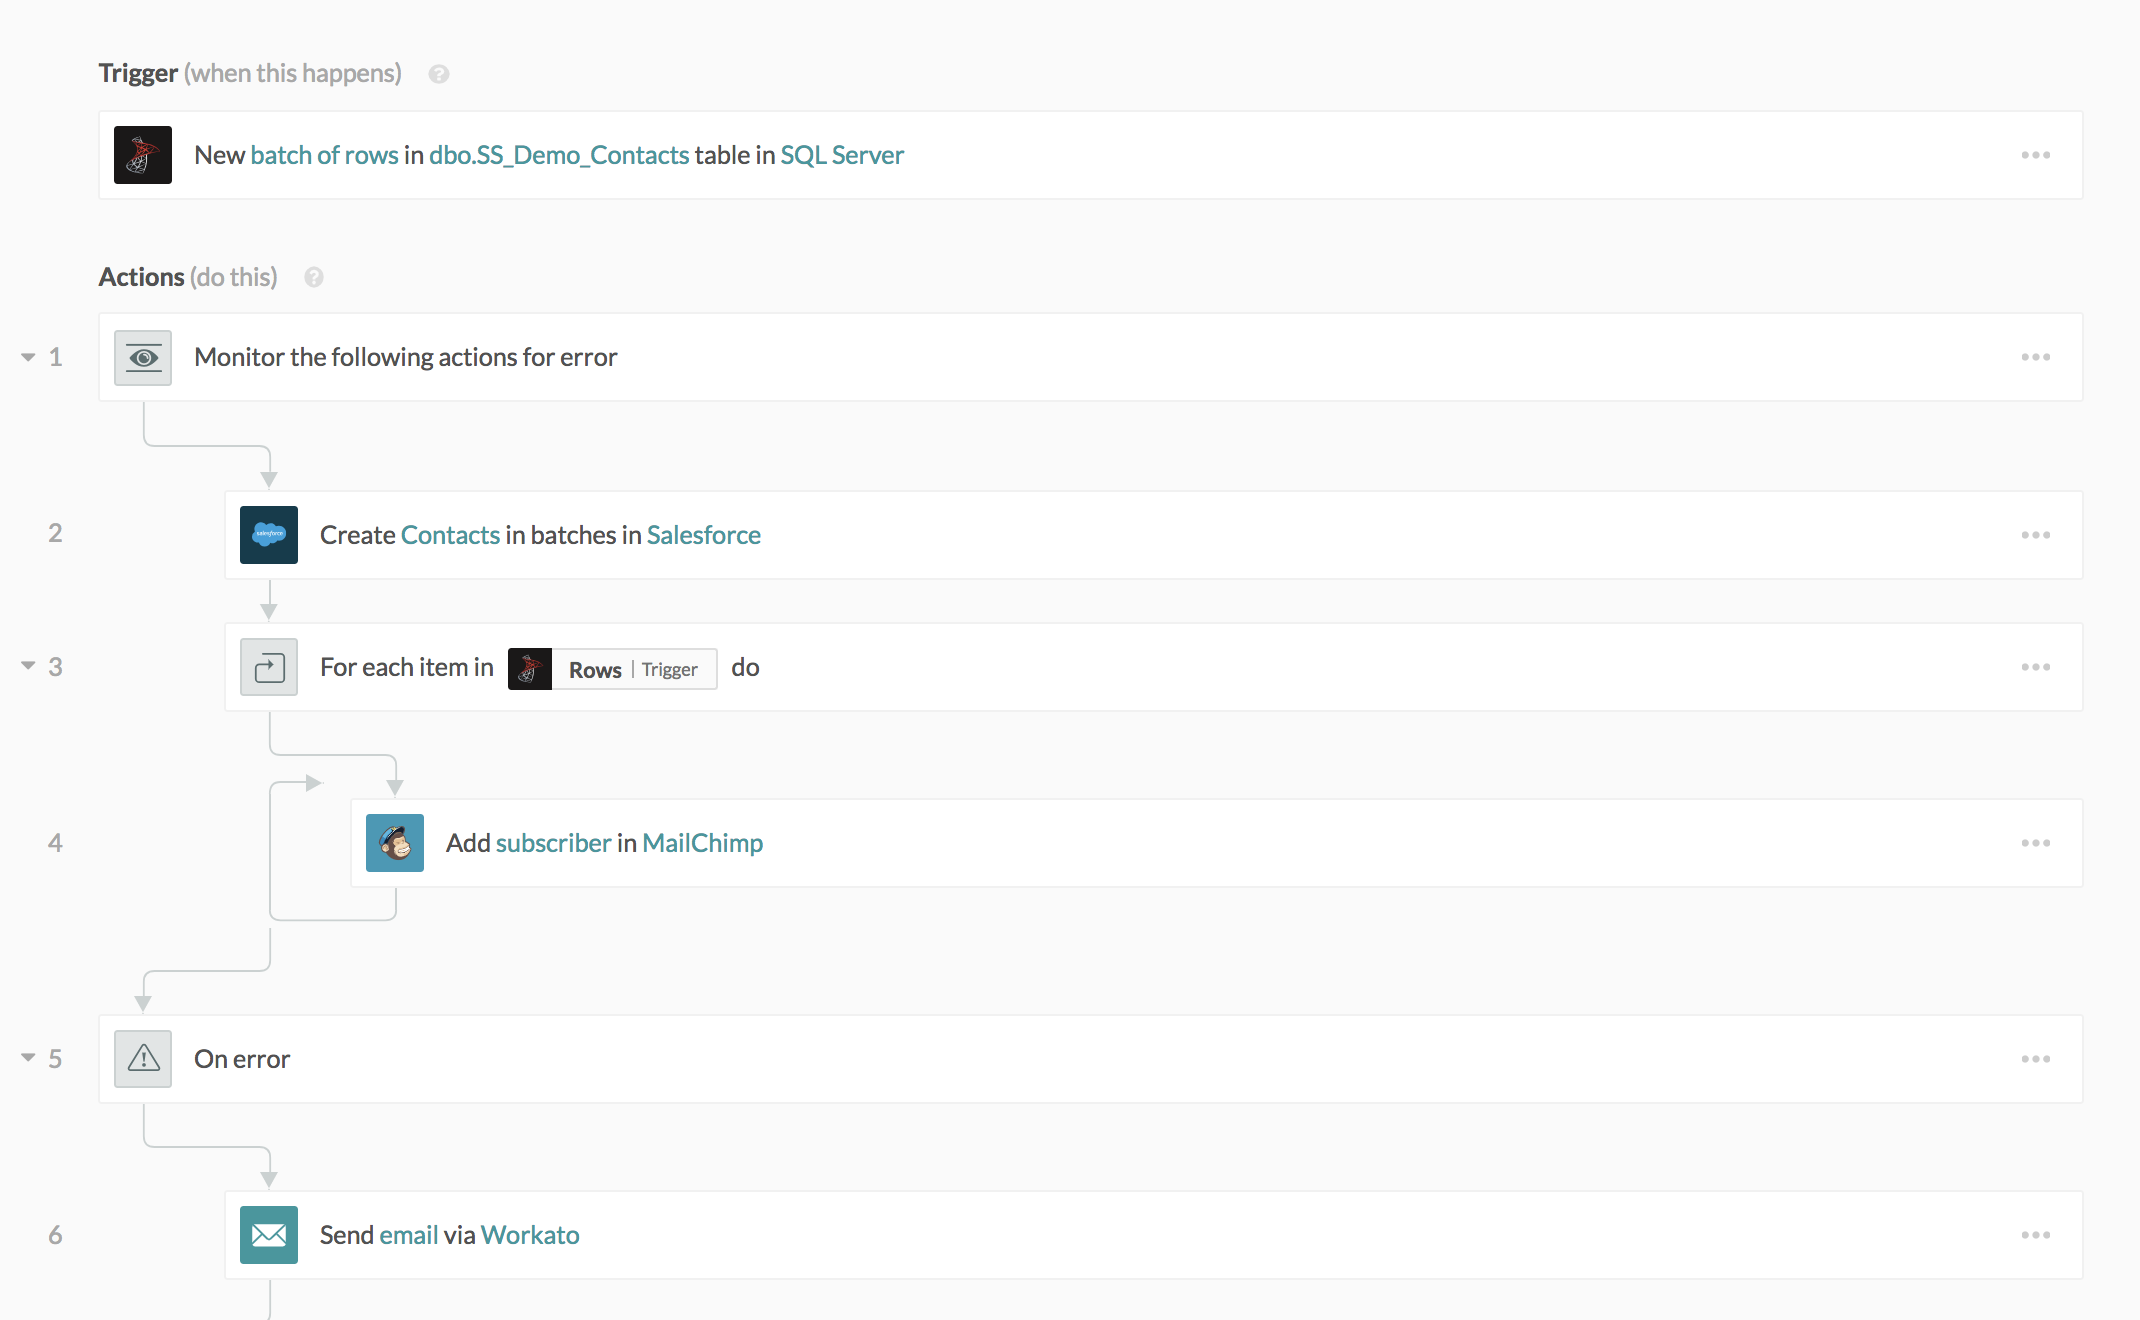 Trigger (when this happens) ?
New batch of rows in dbo.SS_Demo_Contacts table in SQL Server
Actions (do this) ?
1 Monitor the following actions for error
2 salesforce Create Contacts in batches in Salesforce
3 For each item in Rows | Trigger do
4 Add subscriber in MailChimp
5 On error
6 Send email via Workato